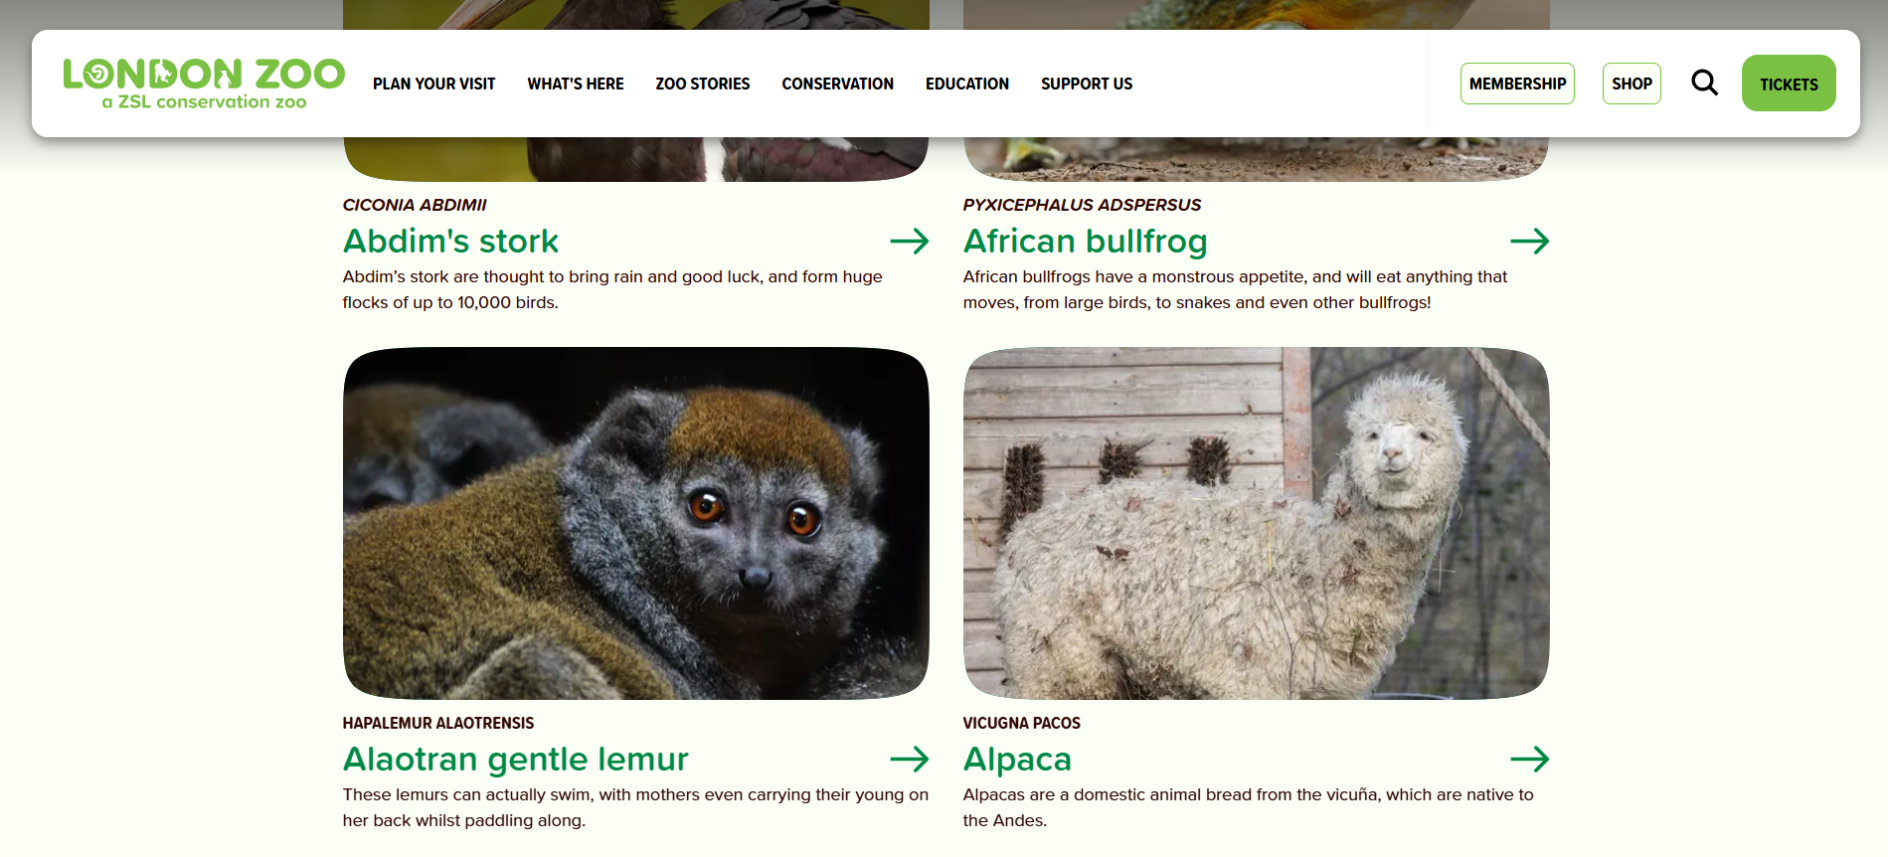 LONDON ZOO
a ZSL conservation zoo
PLAN YOUR VISIT WHAT'S HERE ZOO STORIES CONSERVATION EDUCATION SUPPORT US MEMBERSHIP SHOP TICKETS
CICONIA ABDIMII
Abdim's stork
Abdim’s stork are thought to bring rain and good luck, and form huge
flocks of up to 10,000 birds.
PYXICEPHALUS ADSPERSUS
African bullfrog
African bullfrogs have a monstrous appetite, and will eat anything that
moves, from large birds, to snakes and even other bullfrogs!
HAPALEMUR ALAOTRENSIS
Alaotran gentle lemur
These lemurs can actually swim, with mothers even carrying their young on
her back whilst paddling along.
VICUGNA PACOS
Alpaca
Alpacas are a domestic animal bread from the vicuña, which are native to
the Andes.